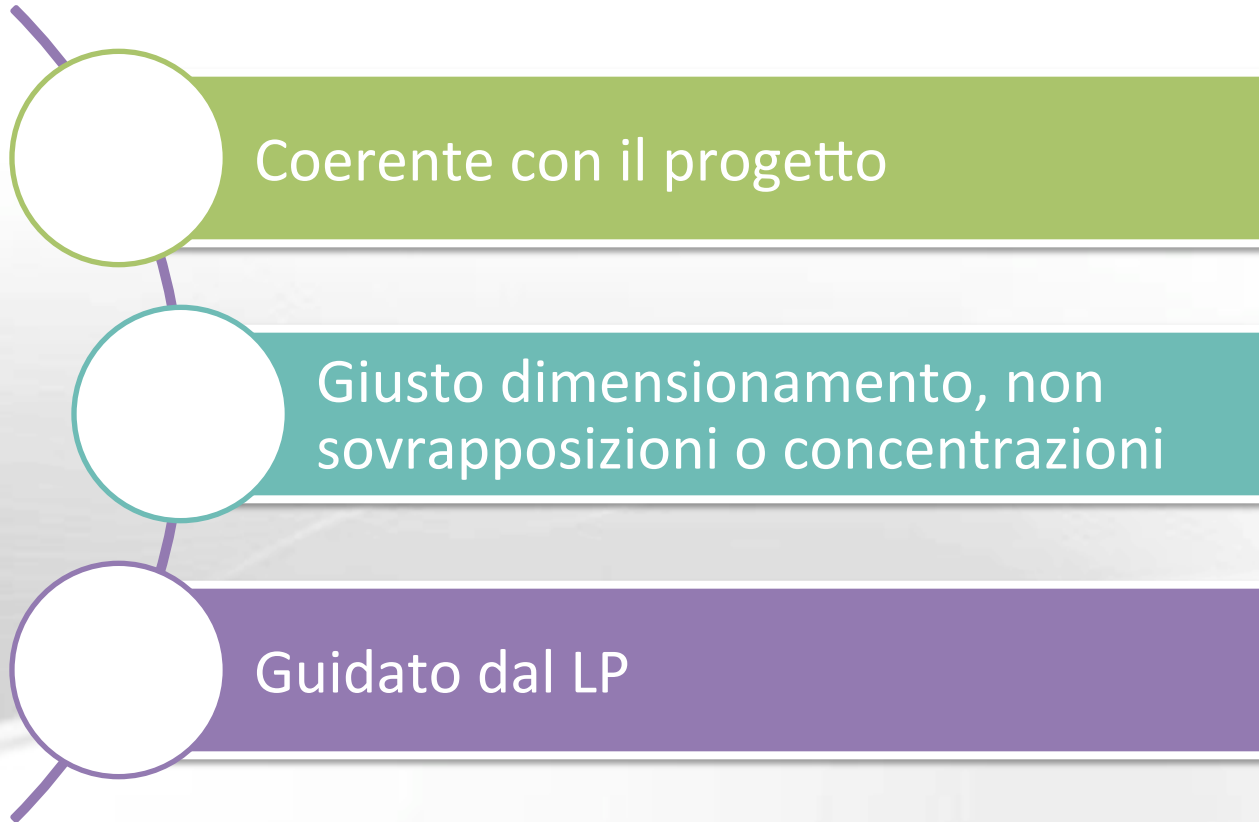 Coerente con il progetto
Giusto dimensionamento, non
sovrapposizioni o concentrazioni
Guidato dal LP